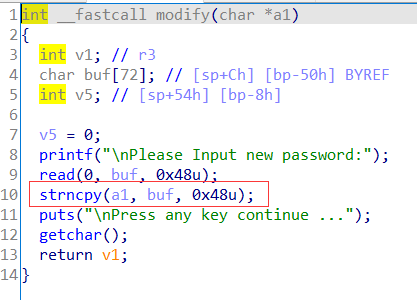 1 int __fastcall modify(char *a1)
2 {
3 int v1; // r3
4 char buf[72]; // [sp+Ch] [bp-50h] BYREF
5 int v5; // [sp+54h] [bp-8h]
6
7 v5 = 0;
8 printf("\nPlease Input new password:");
9 read(0, buf, 0x48u);
10 strncpy(a1, buf, 0x48u);
11 puts("\nPress any key continue ...");
12 getchar();
13 return v1;
14 }